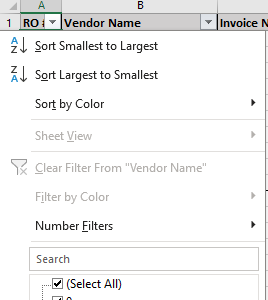 A B
1 RO # Vendor Name Invoice N
Sort Smallest to Largest
Sort Largest to Smallest
Sort by Color
Sheet View
Clear Filter From "Vendor Name"
Filter by Color
Number Filters
Search
(Select All)